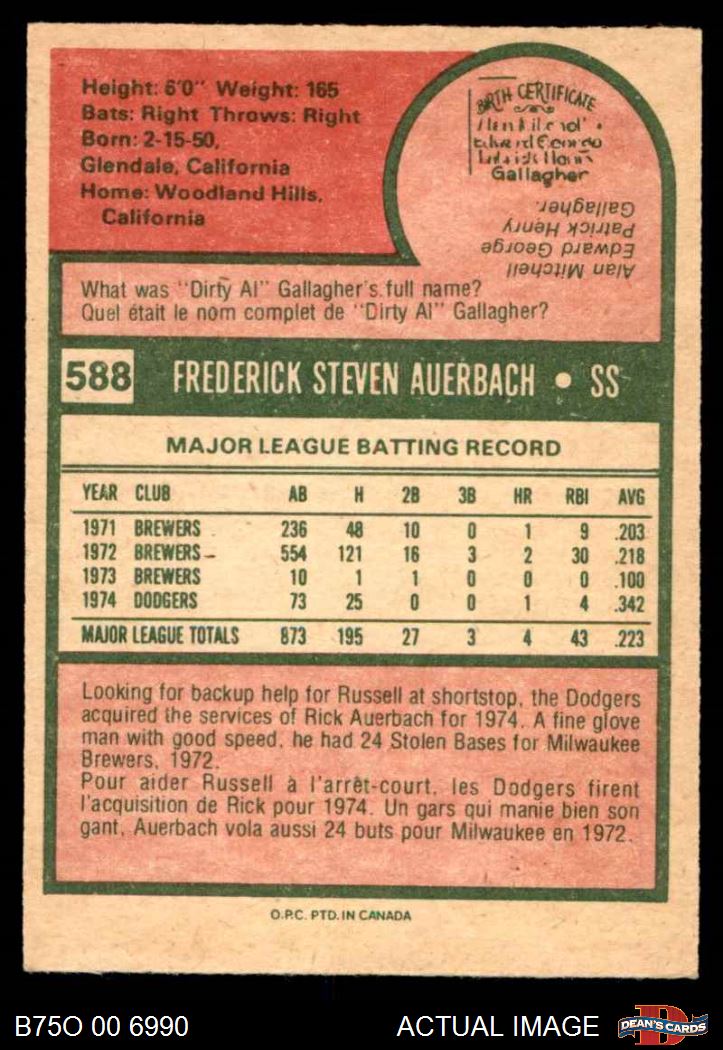 Height: 6'0" Weight: 165
Bats: Right Throws: Right
Born: 2-15-50,
Glendale, California
Home: Woodland Hills,
California
BIRTH CERTIFICATE
Gallagher
Alan Mitchell
Edward George
Patrick Henry
Gallagher.
What was "Dirty Al" Gallagher's full name?
Quel était le nom complet de "Dirty Al" Gallagher?
588 FREDERICK STEVEN AUERBACH • SS
MAJOR LEAGUE BATTING RECORD
YEAR CLUB AB H 2B 3B HR RBI AVG
1971 BREWERS 236 48 10 0 1 9 .203
1972 BREWERS 554 121 16 3 2 30 .218
1973 BREWERS 10 1 1 0 0 0 .100
1974 DODGERS 73 25 0 0 1 4 .342
MAJOR LEAGUE TOTALS 873 195 27 3 4 43 .223
Looking for backup help for Russell at shortstop, the Dodgers
acquired the services of Rick Auerbach for 1974. A fine glove
man with good speed, he had 24 Stolen Bases for Milwaukee
Brewers, 1972.
Pour aider Russell à l'arrêt-court, les Dodgers firent
l'acquisition de Rick pour 1974. Un gars qui manie bien son
gant, Auerbach vola aussi 24 buts pour Milwaukee en 1972.
O.P.C. PTD. IN CANADA
B75O 00 6990 ACTUAL IMAGE DEAN'S CARDS